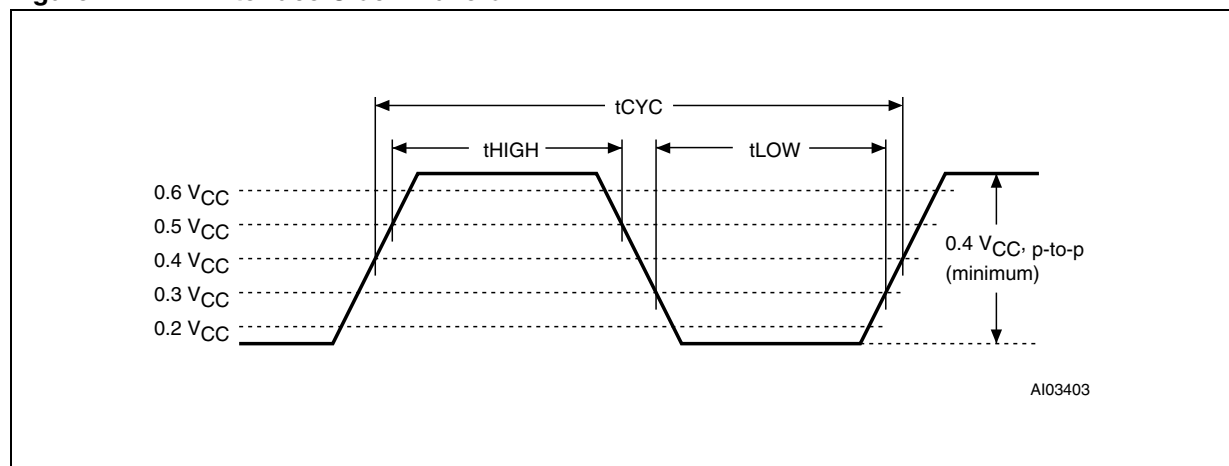 tCYC
tHIGH
tLOW
0.6 VCC
0.5 VCC
0.4 VCC
0.3 VCC
0.2 VCC
0.4 VCC, p-to-p
(minimum)
AI03403